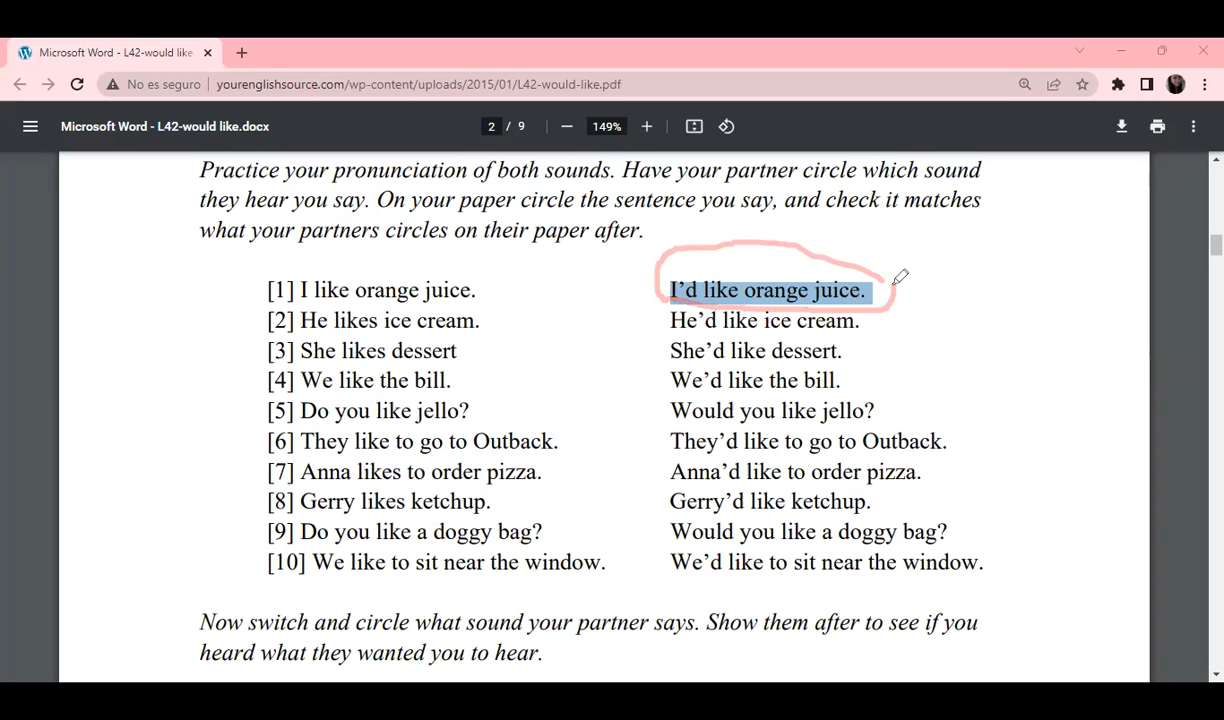 Microsoft Word - L42-would like
No es seguro yourenglishsource.com/wp-content/uploads/2015/01/L42-would-like.pdf
Microsoft Word - L42-would like.docx 2 / 9 149%
Practice your pronunciation of both sounds. Have your partner circle which sound
they hear you say. On your paper circle the sentence you say, and check it matches
what your partners circles on their paper after.
[1] I like orange juice. I’d like orange juice.
[2] He likes ice cream. He’d like ice cream.
[3] She likes dessert She’d like dessert.
[4] We like the bill. We’d like the bill.
[5] Do you like jello? Would you like jello?
[6] They like to go to Outback. They’d like to go to Outback.
[7] Anna likes to order pizza. Anna’d like to order pizza.
[8] Gerry likes ketchup. Gerry’d like ketchup.
[9] Do you like a doggy bag? Would you like a doggy bag?
[10] We like to sit near the window. We’d like to sit near the window.
Now switch and circle what sound your partner says. Show them after to see if you
heard what they wanted you to hear.